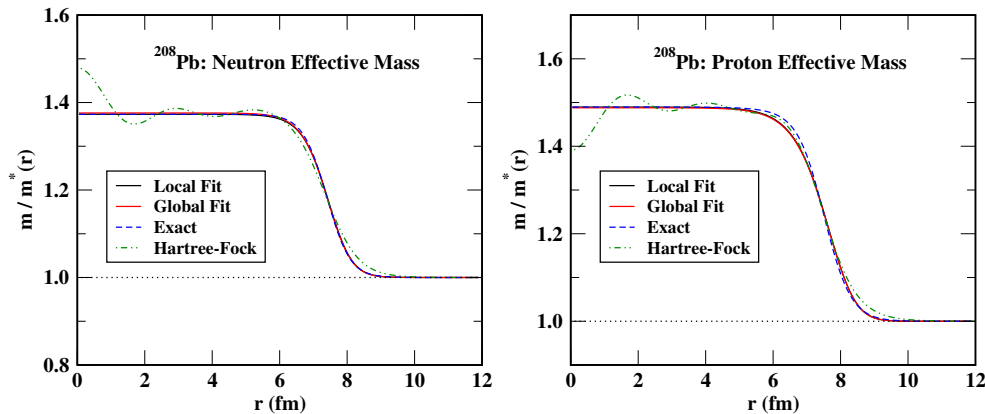 ²⁰⁸Pb: Neutron Effective Mass
m / m* (r)
1.6
1.4
1.2
1.0
0.8
Local Fit
Global Fit
Exact
Hartree-Fock
0 2 4 6 8 10 12
r (fm)
²⁰⁸Pb: Proton Effective Mass
m / m* (r)
1.6
1.4
1.2
1.0
Local Fit
Global Fit
Exact
Hartree-Fock
0 2 4 6 8 10 12
r (fm)